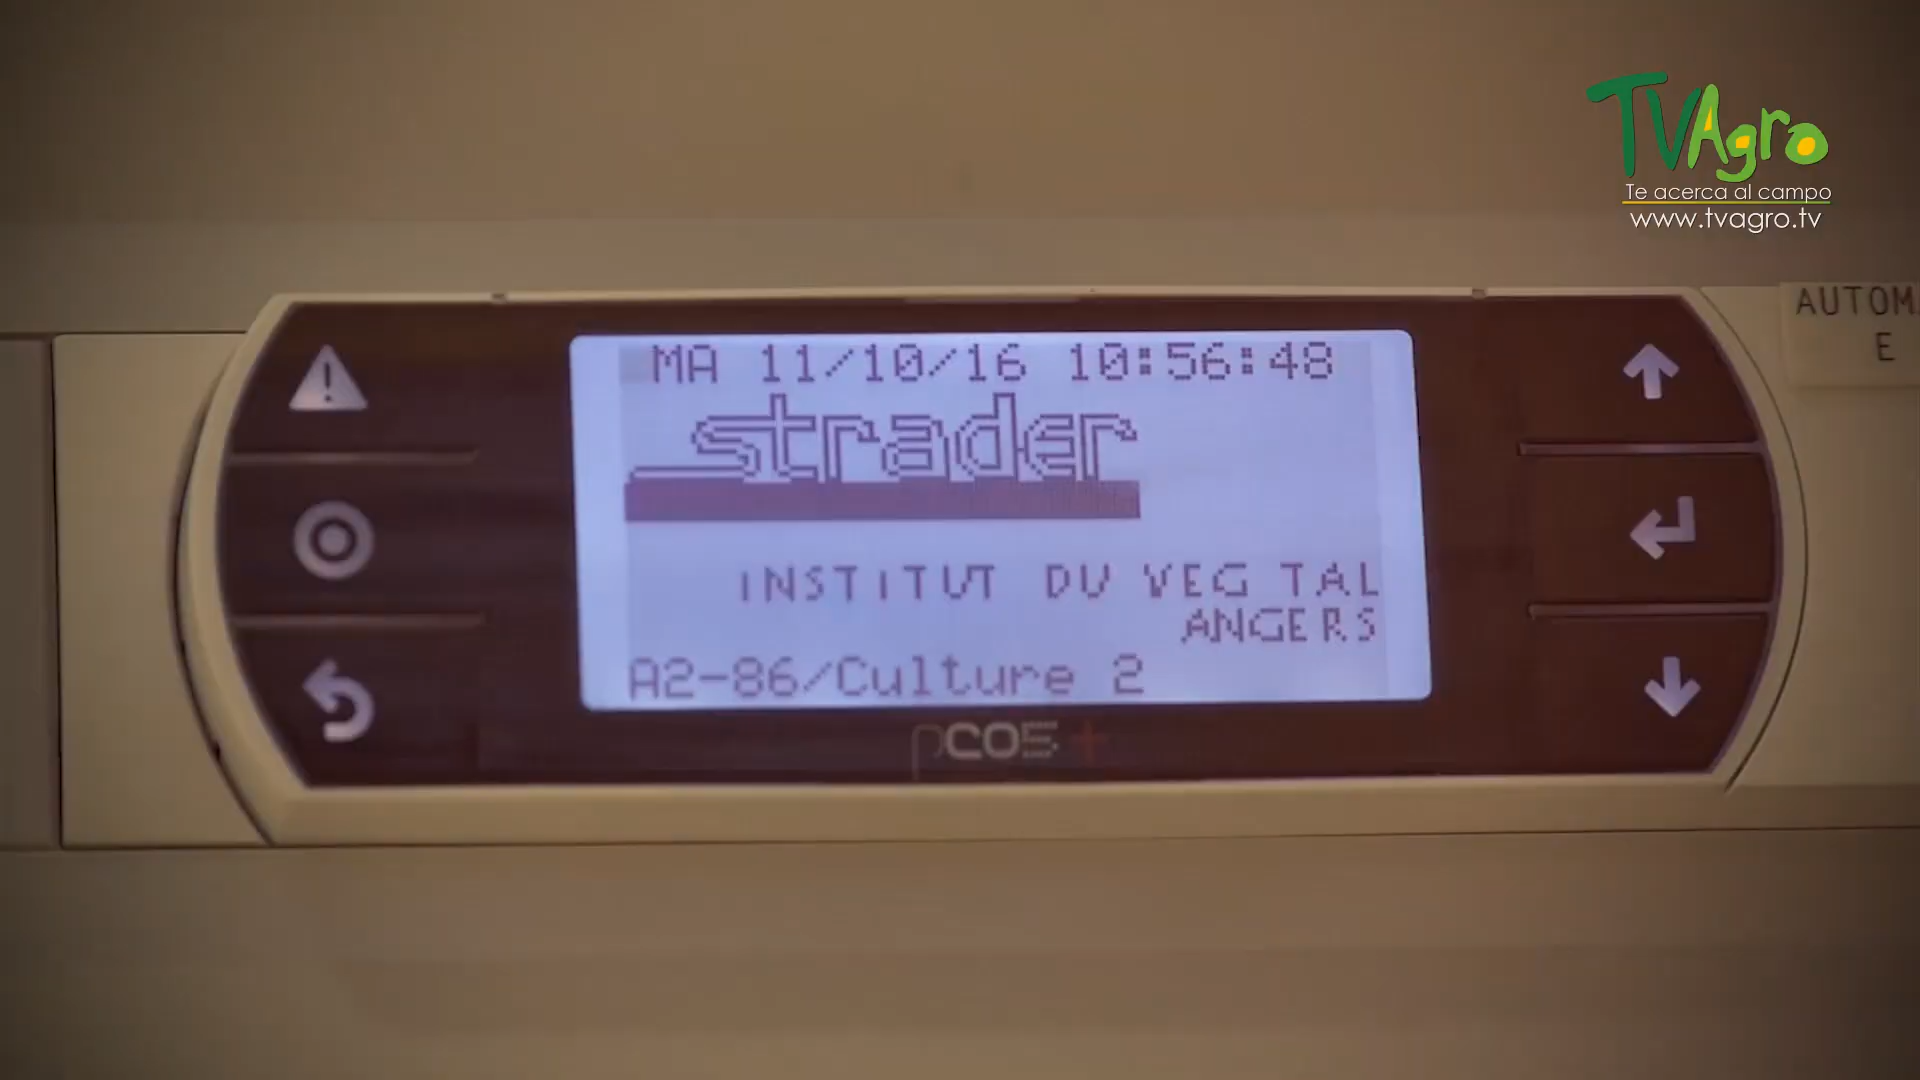 TVAgro
Te acerca al campo
www.tvagro.tv
AUTOM
E
MA 11/10/16 10:56:48
strader
INSTITUT DU VEG TAL
ANGERS
A2-86/Culture 2
pCO5+